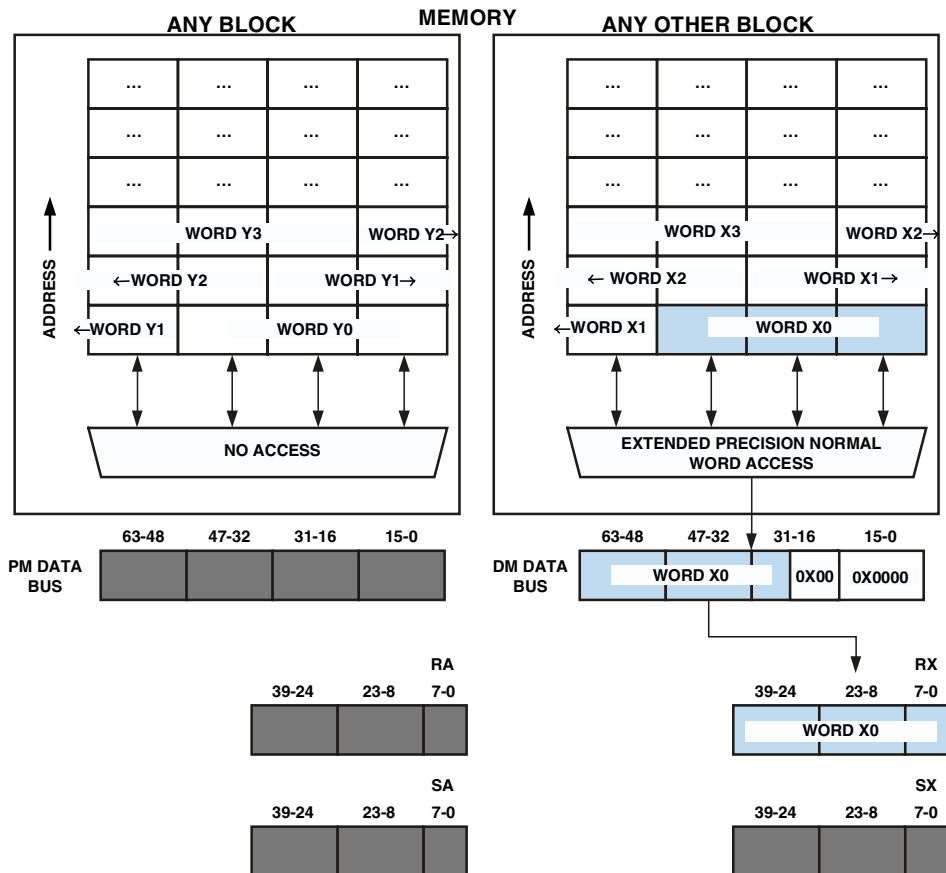 MEMORY
ANY BLOCK
ANY OTHER BLOCK
... ... ... ...
... ... ... ...
... ... ... ...
WORD Y3 WORD Y2→
←WORD Y2 WORD Y1→
←WORD Y1 WORD Y0
ADDRESS
NO ACCESS
... ... ... ...
... ... ... ...
... ... ... ...
WORD X3 WORD X2→
←WORD X2 WORD X1→
←WORD X1 WORD X0
ADDRESS
EXTENDED PRECISION NORMAL
WORD ACCESS
63-48 47-32 31-16 15-0
PM DATA
BUS
63-48 47-32 31-16 15-0
DM DATA
BUS
WORD X0 0X00 0X0000
RA
39-24 23-8 7-0
RX
39-24 23-8 7-0
WORD X0
SA
39-24 23-8 7-0
SX
39-24 23-8 7-0